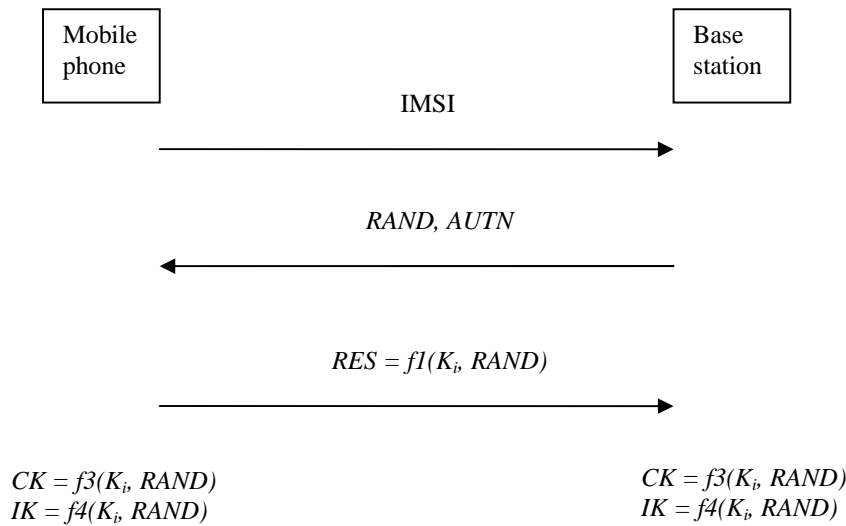 Mobile
phone
Base
station
IMSI
RAND, AUTN
RES = f1(Kᵢ, RAND)
CK = f3(Kᵢ, RAND)
IK = f4(Kᵢ, RAND)
CK = f3(Kᵢ, RAND)
IK = f4(Kᵢ, RAND)